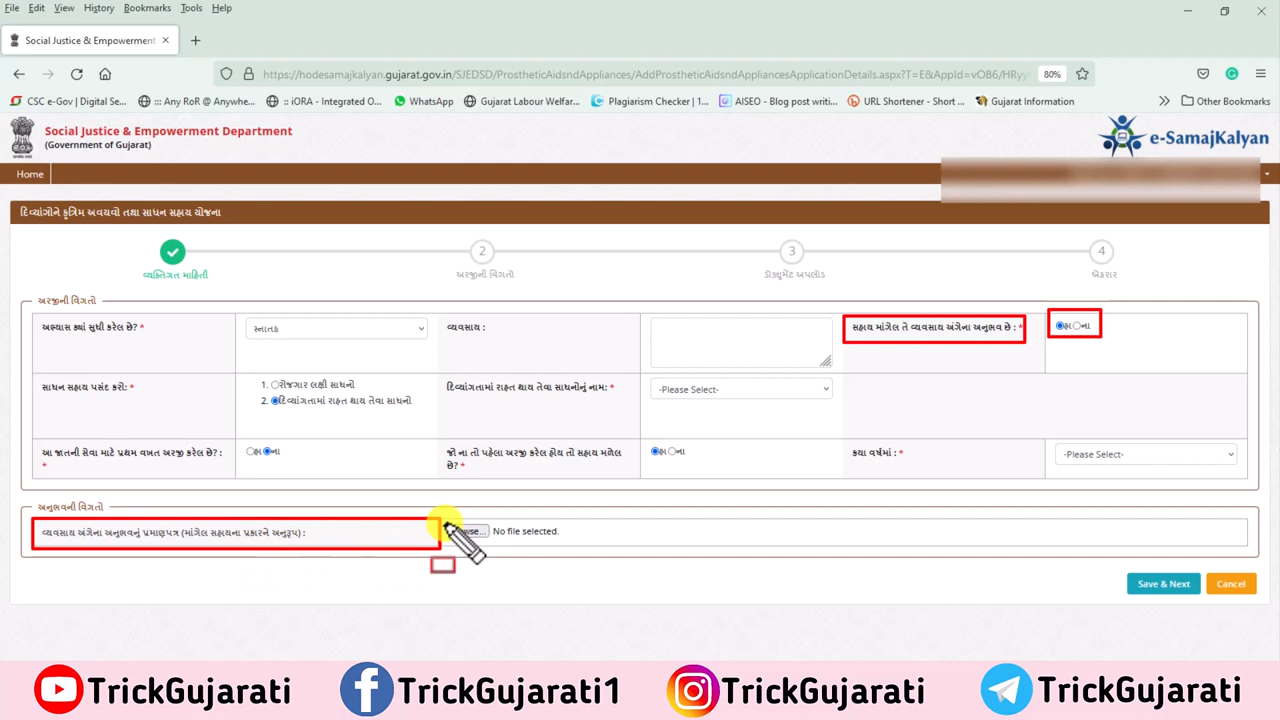 File Edit View History Bookmarks Tools Help
Social Justice & Empowerment
https://hodesamajkalyan.gujarat.gov.in/SJEDSD/ProstheticAidsndAppliances/AddProstheticAidsndAppliancesApplicationDetails.aspx?T=E&AppId=vOB6/HRy 80%
CSC e-Gov | Digital Se... ::: Any RoR @ Anywhe... :: iORA - Integrated O... WhatsApp Gujarat Labour Welfar... Plagiarism Checker | 1... AISEO - Blog post writi... URL Shortener - Short ... Gujarat Information Other Bookmarks
Social Justice & Empowerment Department
(Government of Gujarat)
e-SamajKalyan
Home
દિવ્યાંગોને કૃત્રિમ અવયવો તથા સાધન સહાય યોજના
2 3 4
વ્યક્તિગત માહિતી અરજીની વિગતો ડોક્યુમેંટ અપલોડ એકરાર
અરજીની વિગતો
અભ્યાસ ક્યાં સુધી કરેલ છે? * સ્નાતક વ્યવસાય : સહાય માંગેલ તે વ્યવસાય અંગેના અનુભવ છે : * હા ના
સાધન સહાય પસંદ કરો: * 1. રોજગાર લક્ષી સાધનો દિવ્યાંગતામાં રાહત થાય તેવા સાધનોનું નામ: * -Please Select-
2. દિવ્યાંગતામાં રાહત થાય તેવા સાધનો
આ જાતની સેવા માટે પ્રથમ વખત અરજી કરેલ છે? : * હા ના જો ના તો પહેલા અરજી કરેલ હોય તો સહાય મળેલ છે? * હા ના કયા વર્ષમાં : * -Please Select-
અનુભવની વિગતો
વ્યવસાય અંગેના અનુભવનું પ્રમાણપત્ર (માંગેલ સહાયના પ્રકારને અનુરૂપ) : No file selected.
Save & Next Cancel
TrickGujarati TrickGujarati1 TrickGujarati TrickGujarati